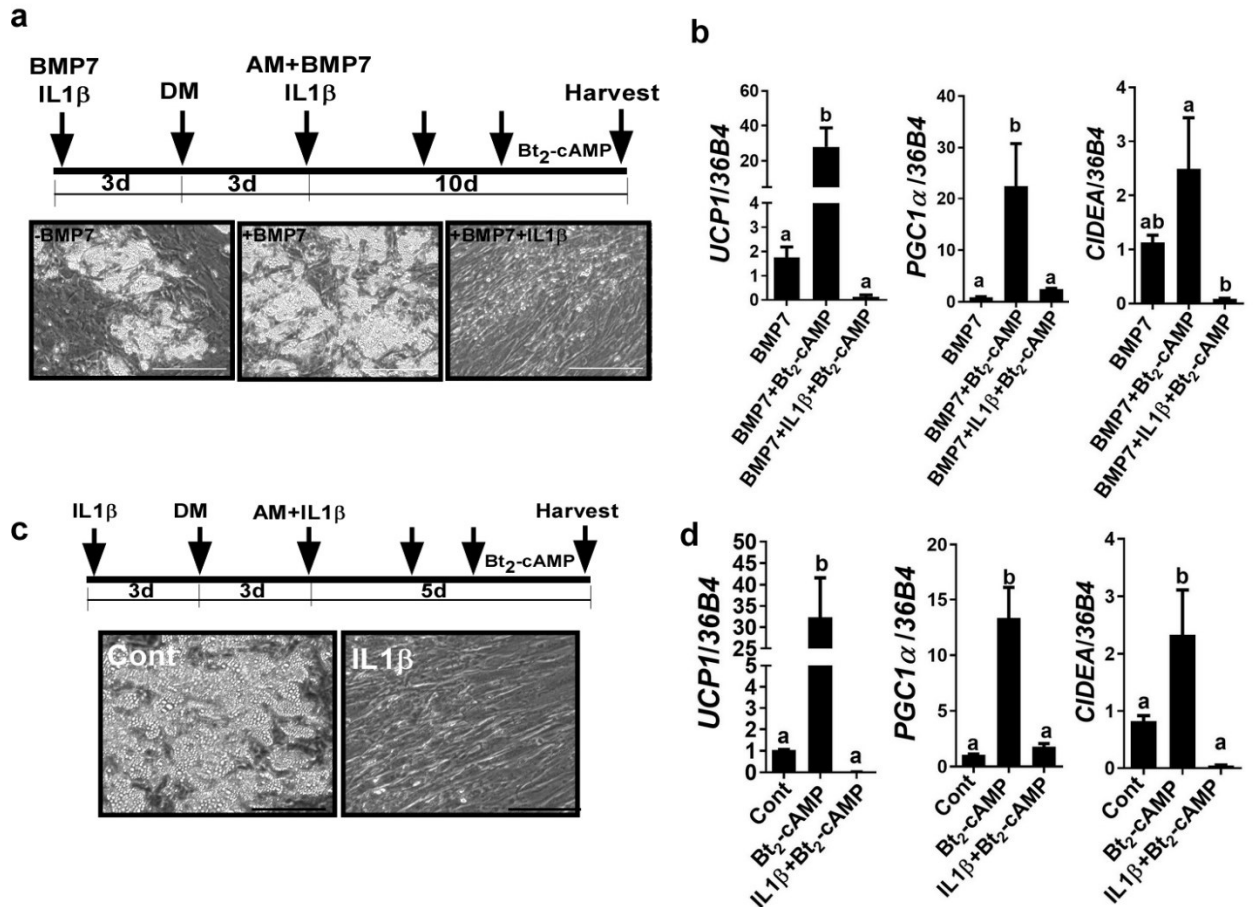 a
BMP7
IL1β
DM
AM+BMP7
IL1β
Harvest
Bt₂-cAMP
3d
3d
10d
-BMP7
+BMP7
+BMP7+IL1β
b
UCP1/36B4
60
40
20
4
3
2
1
0
a
b
a
BMP7
BMP7+Bt₂-cAMP
BMP7+IL1β+Bt₂-cAMP
PGC1α/36B4
40
30
20
10
0
a
b
a
BMP7
BMP7+Bt₂-cAMP
BMP7+IL1β+Bt₂-cAMP
CIDEA/36B4
4
3
2
1
0
ab
a
b
BMP7
BMP7+Bt₂-cAMP
BMP7+IL1β+Bt₂-cAMP
c
IL1β
DM
AM+IL1β
Harvest
Bt₂-cAMP
3d
3d
5d
Cont
IL1β
d
UCP1/36B4
50
45
40
35
30
25
5
4
3
2
1
0
a
b
a
Cont
Bt₂-cAMP
IL1β+Bt₂-cAMP
PGC1α/36B4
20
15
10
5
0
a
b
a
Cont
Bt₂-cAMP
IL1β+Bt₂-cAMP
CIDEA/36B4
4
3
2
1
0
a
b
a
Cont
Bt₂-cAMP
IL1β+Bt₂-cAMP